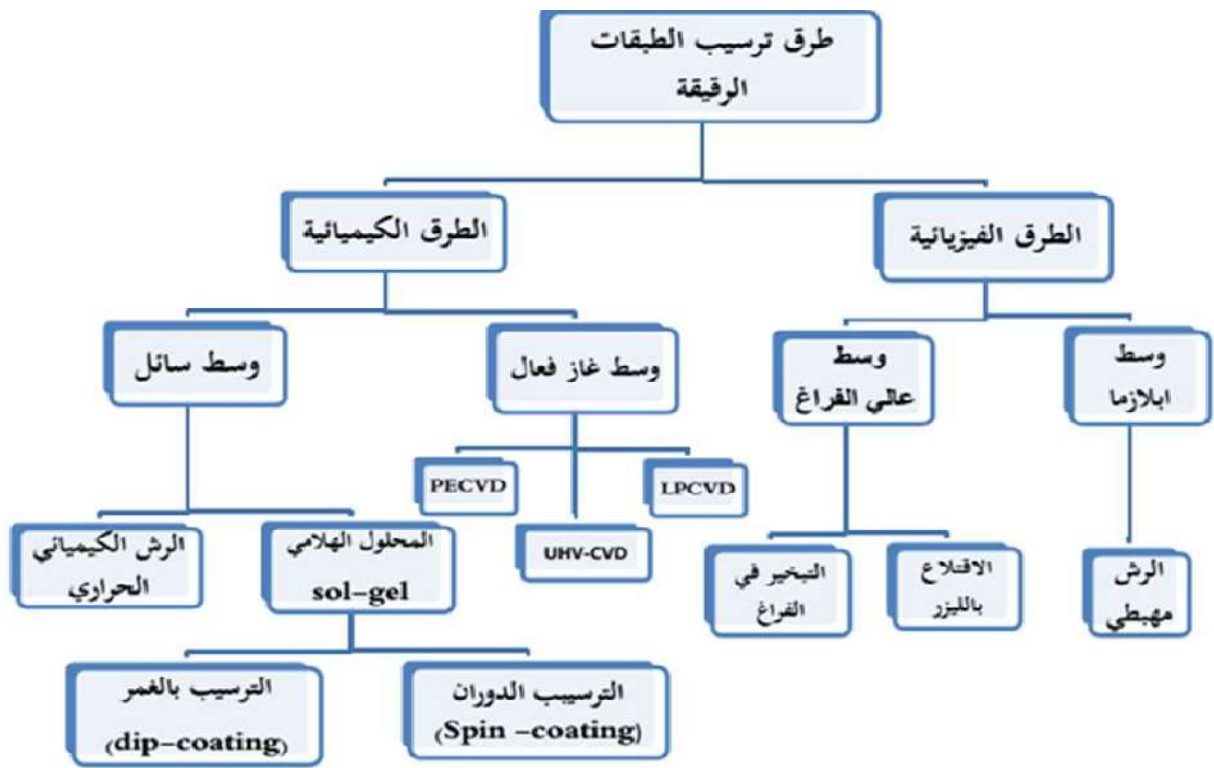 طرق ترسيب الطبقات
الرقيقة
الطرق الفيزيائية
الطرق الكيميائية
وسط
ابلازما
وسط
عالي الفراغ
وسط غاز فعال
وسط سائل
LPCVD
PECVD
UHV-CVD
الرش
مهبطي
الاقتلاع
بالليزر
التبخير في
الفراغ
المحلول الهلامي
sol-gel
الرش الكيميائي
الحراري
الترسيبب الدوران
(Spin -coating)
الترسيب بالغمر
(dip-coating)